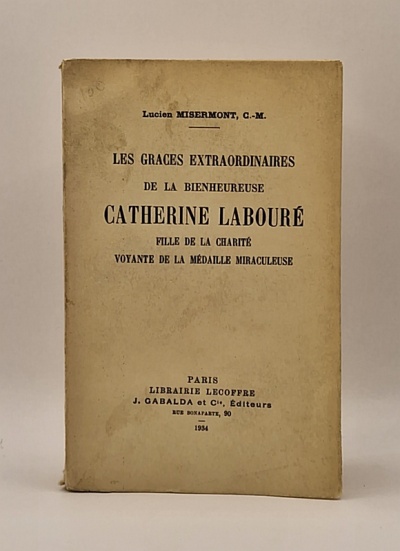 Lucien MISERMONT, C.-M.
LES GRACES EXTRAORDINAIRES
DE LA BIENHEUREUSE
CATHERINE LABOURÉ
FILLE DE LA CHARITÉ
VOYANTE DE LA MÉDAILLE MIRACULEUSE
PARIS
LIBRAIRIE LECOFFRE
J. GABALDA et Cie, Éditeurs
RUE BONAPARTE, 90
1934